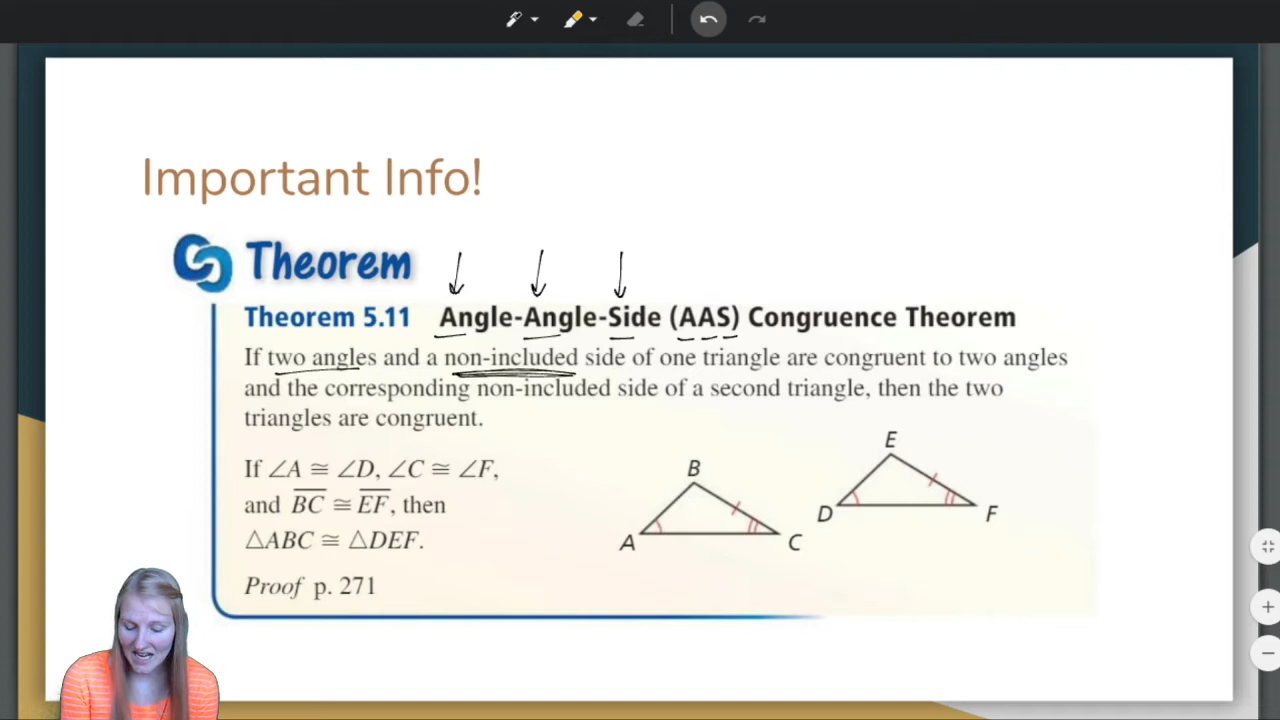 Important Info!
Theorem
Theorem 5.11 Angle-Angle-Side (AAS) Congruence Theorem
If two angles and a non-included side of one triangle are congruent to two angles
and the corresponding non-included side of a second triangle, then the two
triangles are congruent.
If ∠A ≅ ∠D, ∠C ≅ ∠F,
and B̅C̅ ≅ E̅F̅, then
△ABC ≅ △DEF.
Proof p. 271
B
A
C
E
D
F